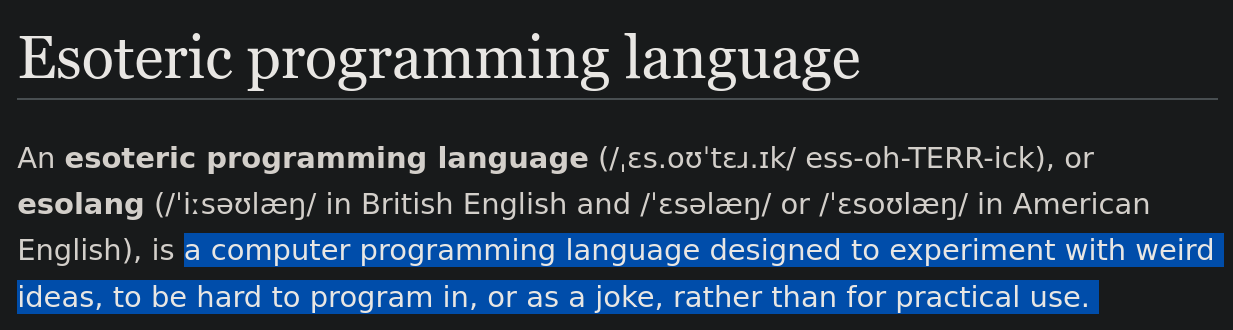 Esoteric programming language
An esoteric programming language (/ˌɛs.oʊˈtɛɹ.ɪk/ ess-oh-TERR-ick), or
esolang (/ˈiːsəʊlæŋ/ in British English and /ˈɛsəlæŋ/ or /ˈɛsoʊlæŋ/ in American
English), is a computer programming language designed to experiment with weird
ideas, to be hard to program in, or as a joke, rather than for practical use.